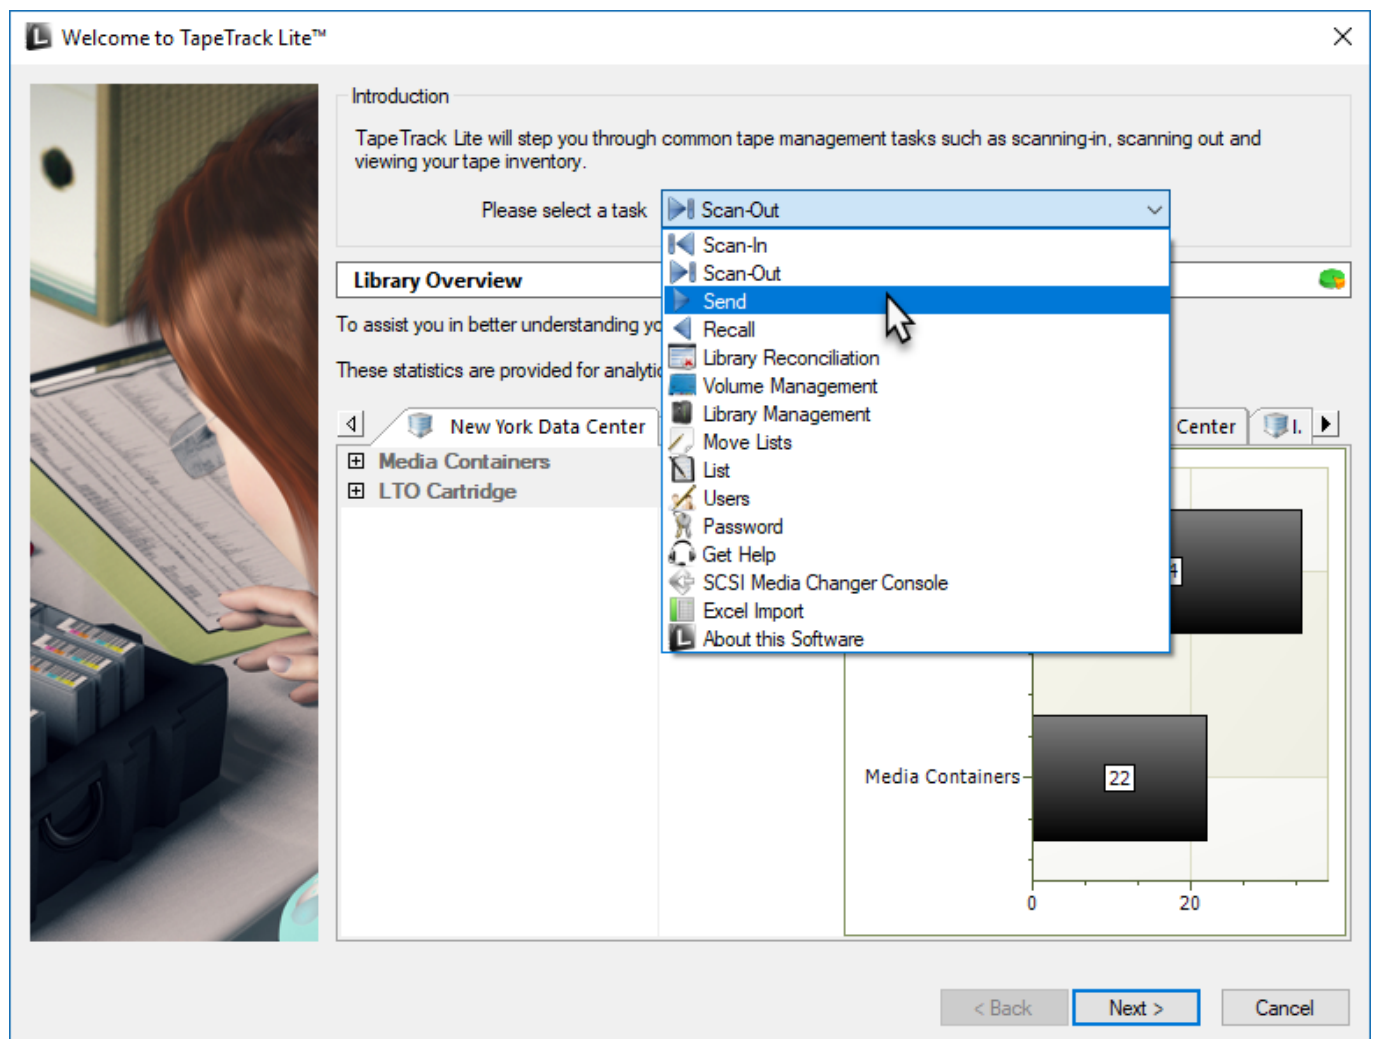 Welcome to TapeTrack Lite™
Introduction
TapeTrack Lite will step you through common tape management tasks such as scanning-in, scanning out and
viewing your tape inventory.
Please select a task
Scan-Out
Scan-In
Scan-Out
Send
Recall
Library Reconciliation
Volume Management
Library Management
Move Lists
List
Users
Password
Get Help
SCSI Media Changer Console
Excel Import
About this Software
Library Overview
To assist you in better understanding
These statistics are provided for
New York Data Center
Center
I.
Media Containers
LTO Cartridge
4
Media Containers
22
0
20
< Back
Next >
Cancel